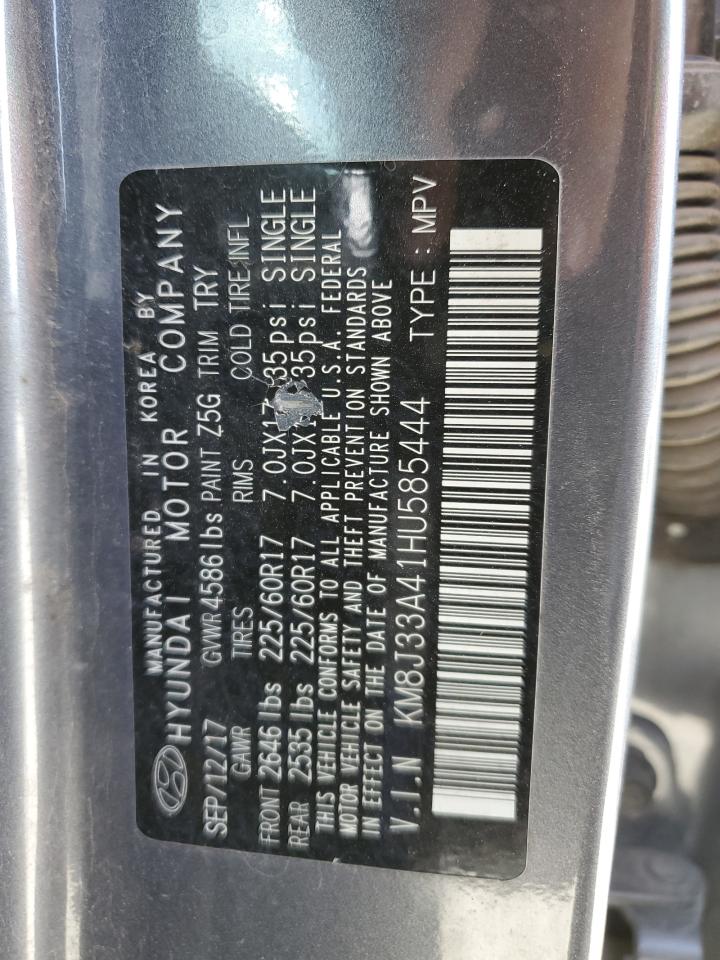 MANUFACTURED IN KOREA BY
HYUNDAI MOTOR COMPANY
SEP/12/17 GVWR 4586 lbs PAINT Z5G TRIM TRY
GAWR TIRES RIMS COLD TIRE INFL
FRONT 2646 lbs 225/60R17 7.0JX17 35psi SINGLE
REAR 2535 lbs 225/60R17 7.0JX1 35psi SINGLE
THIS VEHICLE CONFORMS TO ALL APPLICABLE U.S.A. FEDERAL
MOTOR VEHICLE SAFETY AND THEFT PREVENTION STANDARDS
IN EFFECT ON THE DATE OF MANUFACTURE SHOWN ABOVE
V.I.N KM8J33A41HU585444 TYPE : MPV